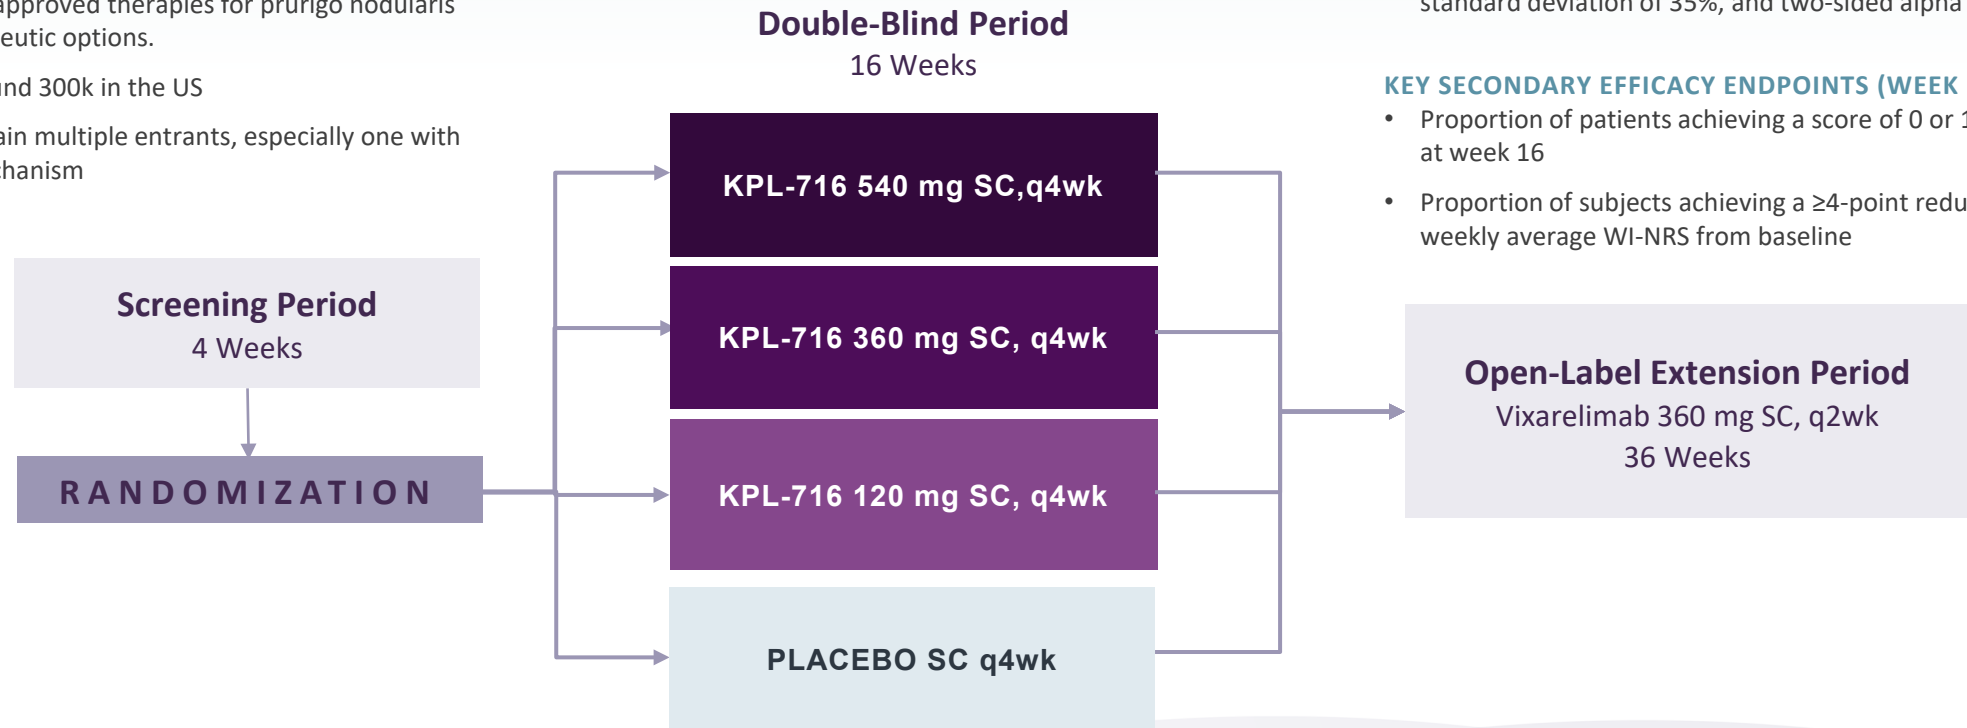 approved therapies for prurigo nodularis
eutic options.
und 300k in the US
ain multiple entrants, especially one with
chanism
Screening Period
4 Weeks
RANDOMIZATION
Double-Blind Period
16 Weeks
KPL-716 540 mg SC,q4wk
KPL-716 360 mg SC, q4wk
KPL-716 120 mg SC, q4wk
PLACEBO SC q4wk
standard deviation of 35%, and two-sided alpha
KEY SECONDARY EFFICACY ENDPOINTS (WEEK
• Proportion of patients achieving a score of 0 or 1
at week 16
• Proportion of subjects achieving a ≥4-point redu
weekly average WI-NRS from baseline
Open-Label Extension Period
Vixarelimab 360 mg SC, q2wk
36 Weeks